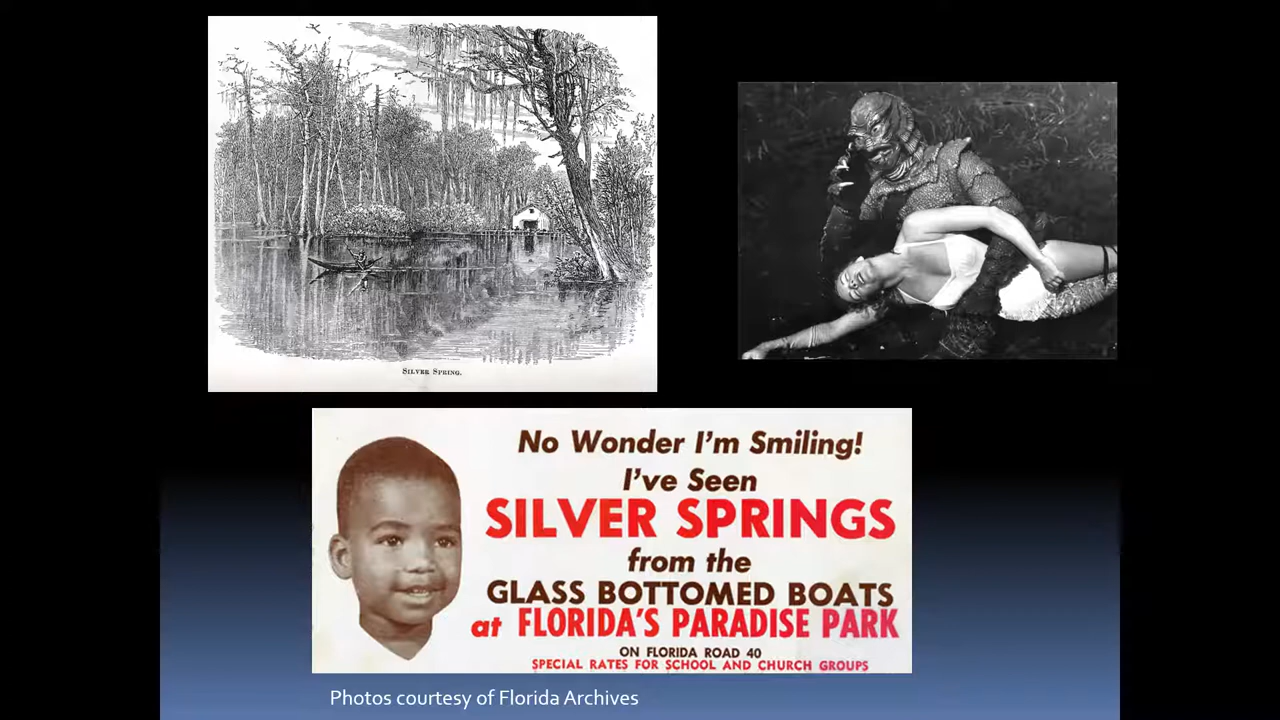 SILVER SPRING.
No Wonder I'm Smiling!
I've Seen
SILVER SPRINGS
from the
GLASS BOTTOMED BOATS
at FLORIDA'S PARADISE PARK
ON FLORIDA ROAD 40
SPECIAL RATES FOR SCHOOL AND CHURCH GROUPS
Photos courtesy of Florida Archives